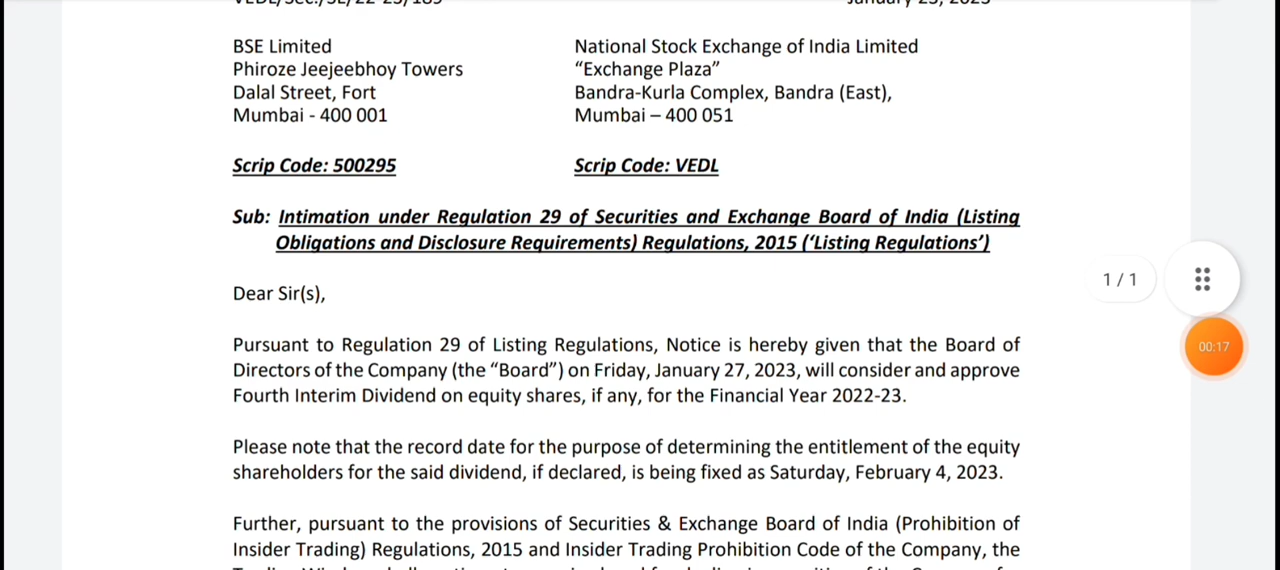 BSE Limited
Phiroze Jeejeebhoy Towers
Dalal Street, Fort
Mumbai - 400 001
National Stock Exchange of India Limited
“Exchange Plaza”
Bandra-Kurla Complex, Bandra (East),
Mumbai – 400 051
Scrip Code: 500295
Scrip Code: VEDL
Sub: Intimation under Regulation 29 of Securities and Exchange Board of India (Listing
Obligations and Disclosure Requirements) Regulations, 2015 (‘Listing Regulations’)
Dear Sir(s),
Pursuant to Regulation 29 of Listing Regulations, Notice is hereby given that the Board of
Directors of the Company (the “Board”) on Friday, January 27, 2023, will consider and approve
Fourth Interim Dividend on equity shares, if any, for the Financial Year 2022-23.
Please note that the record date for the purpose of determining the entitlement of the equity
shareholders for the said dividend, if declared, is being fixed as Saturday, February 4, 2023.
Further, pursuant to the provisions of Securities & Exchange Board of India (Prohibition of
Insider Trading) Regulations, 2015 and Insider Trading Prohibition Code of the Company, the
1 / 1
00:17